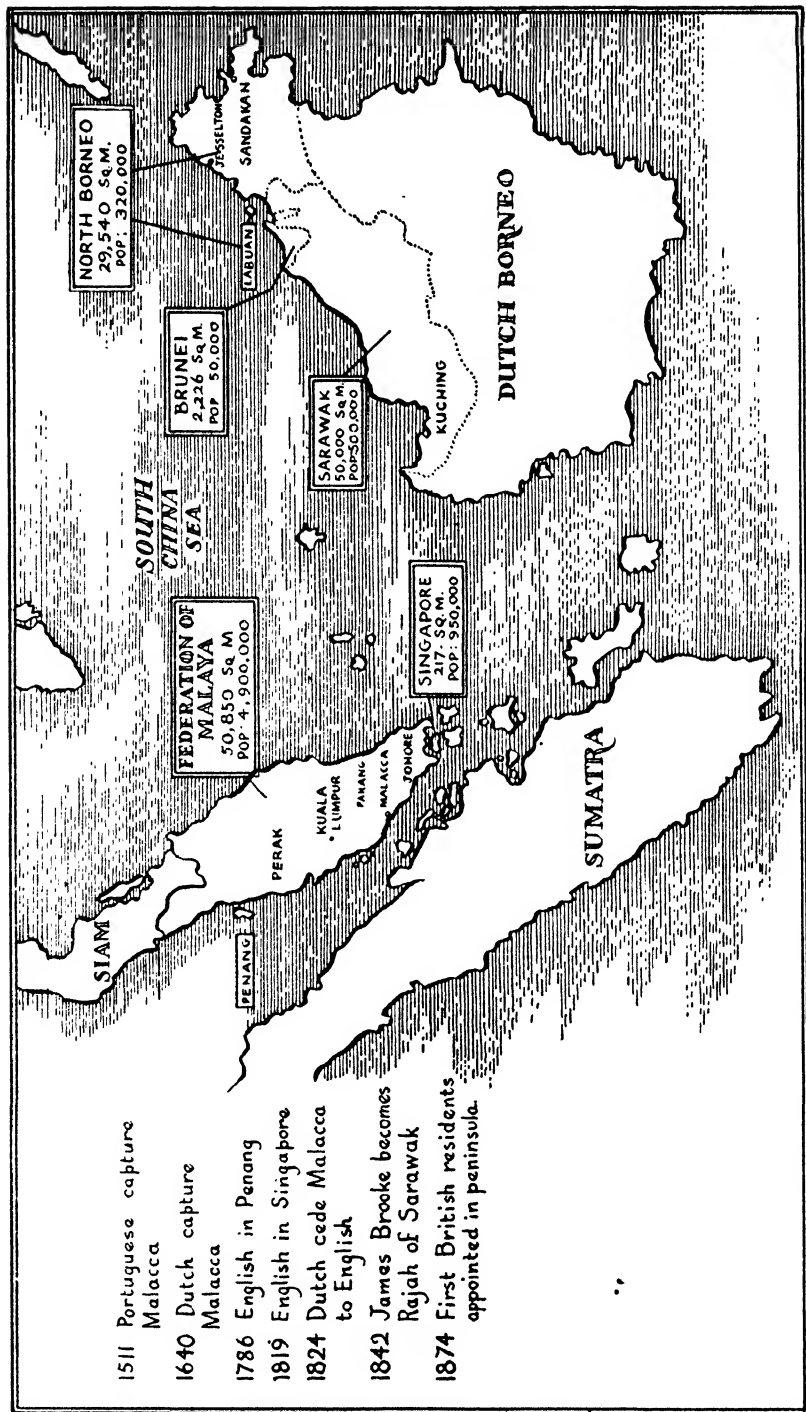 1511 Portuguese capture
Malacca
1640 Dutch capture
Malacca
1786 English in Penang
1819 English in Singapore
1824 Dutch cede Malacca
to English
1842 James Brooke becomes
Rajah of Sarawak
1874 First British residents
appointed in peninsula.
SIAM
PENANG
FEDERATION OF
MALAYA
50,850 Sq M
POP: 4,900,000
PERAK
KUALA
LUMPUR
PAHANG
MALACCA
JOHORE
SINGAPORE
217. SQ. M.
POP: 950,000
SUMATRA
SOUTH
CHINA
SEA
NORTH BORNEO
29,540 Sq. M.
POP: 320,000
BRUNEI
2,226 Sq M.
POP 50,000
SARAWAK
50,000 Sq M.
POP:500,000
LABUAN
JESSELTON
SANDAKAN
KUCHING
DUTCH BORNEO